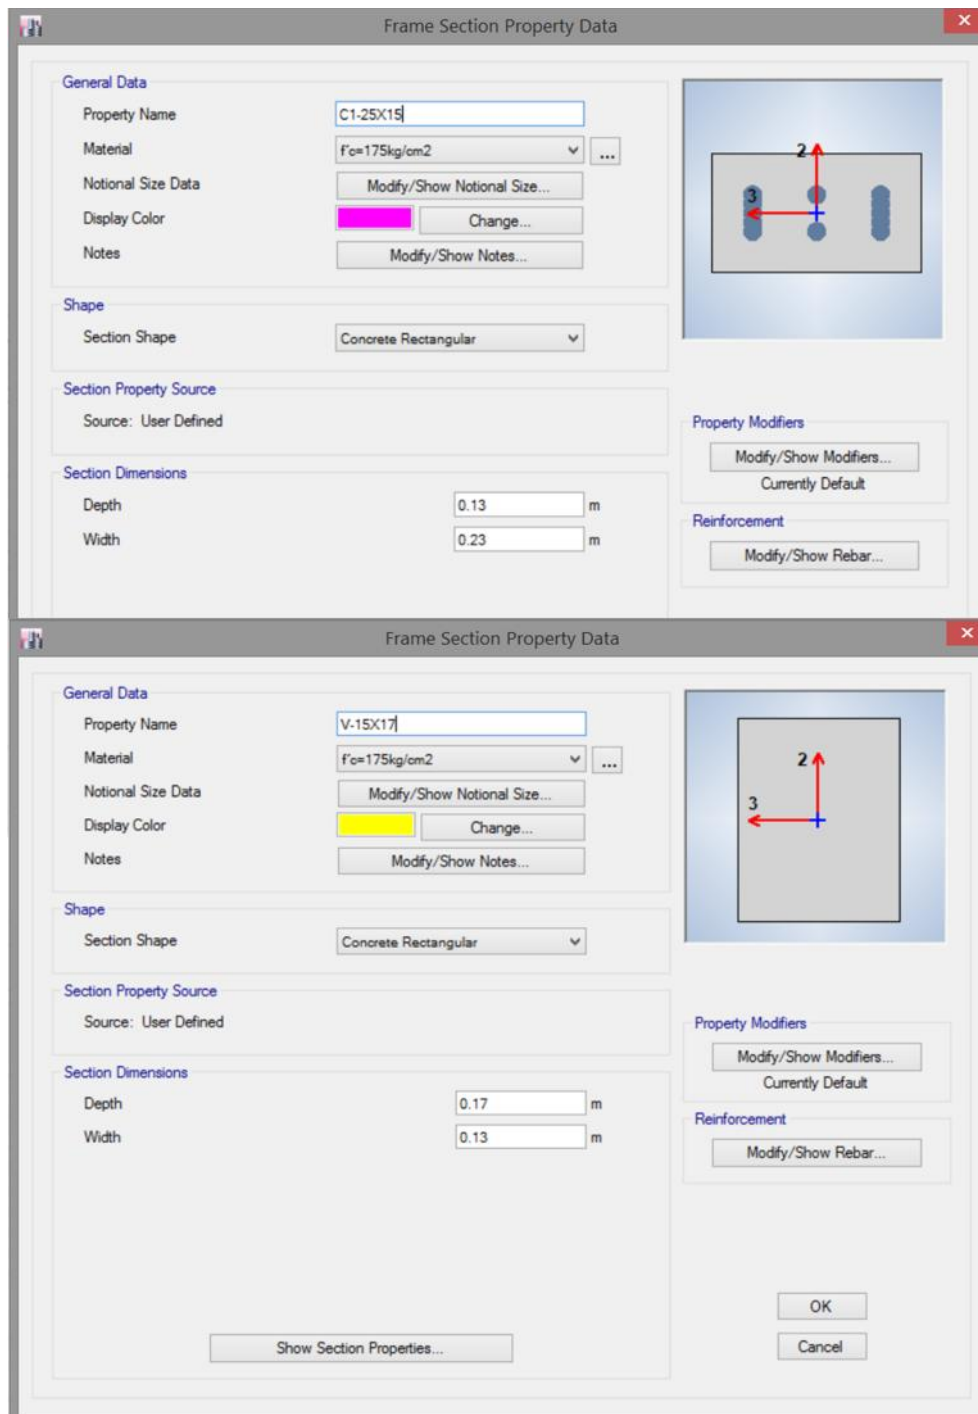 Frame Section Property Data
General Data
Property Name C1-25X15
Material f'c=175kg/cm2 ...
Notional Size Data Modify/Show Notional Size...
Display Color Change...
Notes Modify/Show Notes...
2
3
Shape
Section Shape Concrete Rectangular
Section Property Source
Source: User Defined
Property Modifiers
Modify/Show Modifiers...
Currently Default
Section Dimensions
Depth 0.13 m
Width 0.23 m
Reinforcement
Modify/Show Rebar...
Frame Section Property Data
General Data
Property Name V-15X17
Material f'c=175kg/cm2 ...
Notional Size Data Modify/Show Notional Size...
Display Color Change...
Notes Modify/Show Notes...
2
3
Shape
Section Shape Concrete Rectangular
Section Property Source
Source: User Defined
Property Modifiers
Modify/Show Modifiers...
Currently Default
Section Dimensions
Depth 0.17 m
Width 0.13 m
Reinforcement
Modify/Show Rebar...
OK
Show Section Properties...
Cancel